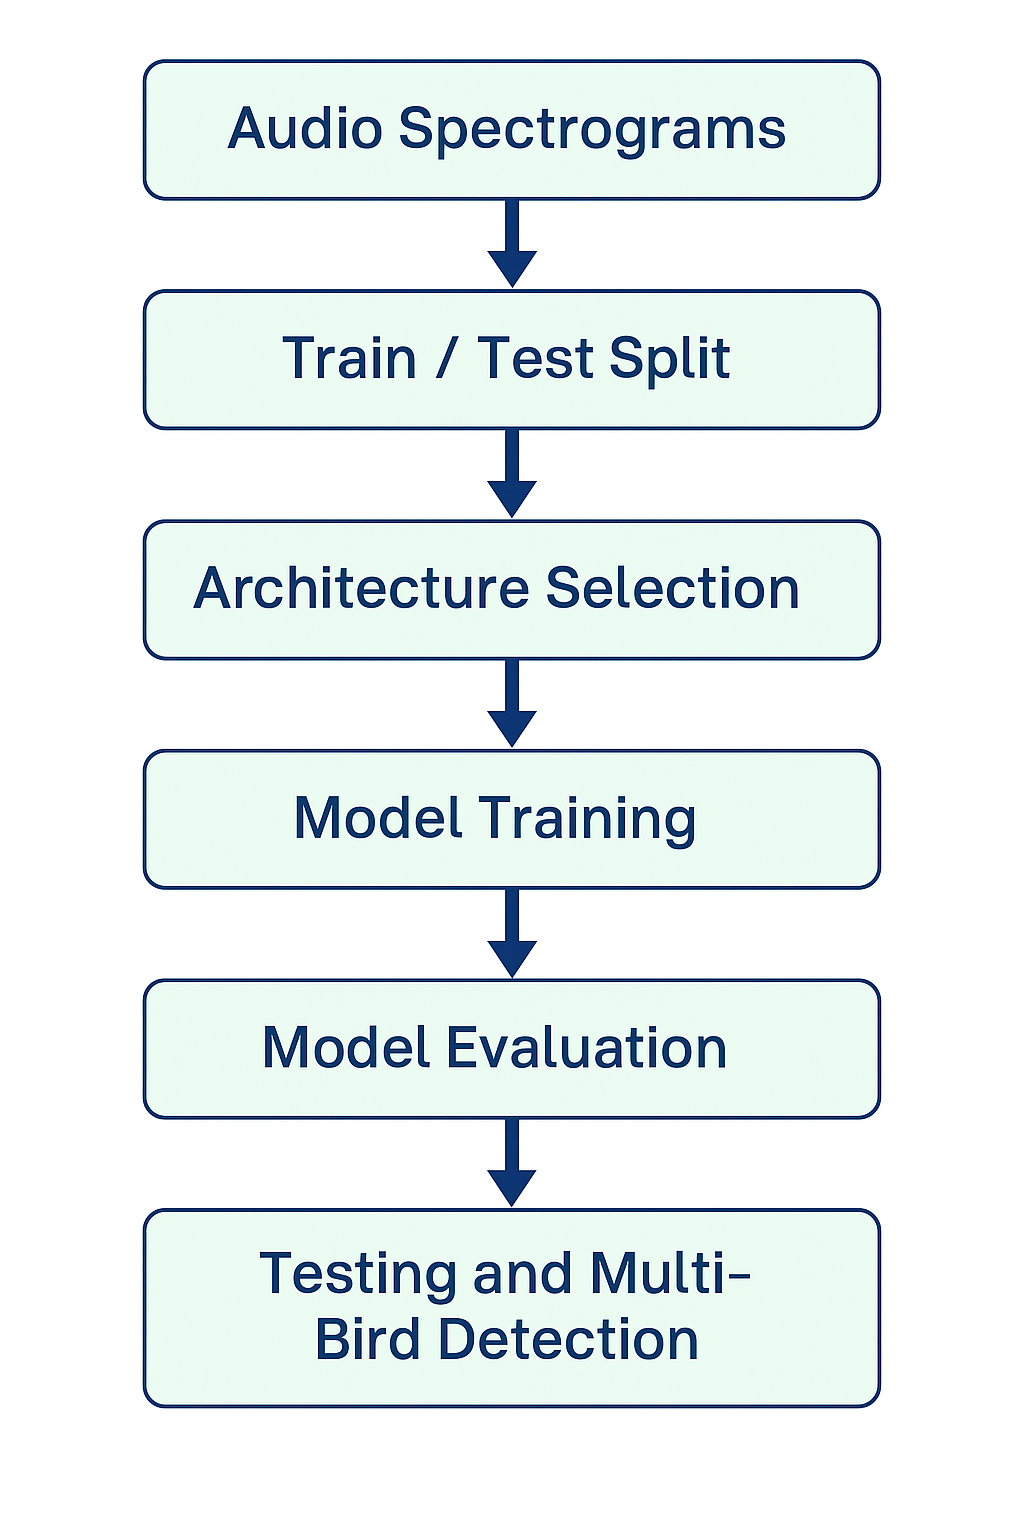 Audio Spectrograms
Train / Test Split
Architecture Selection
Model Training
Model Evaluation
Testing and Multi-
Bird Detection